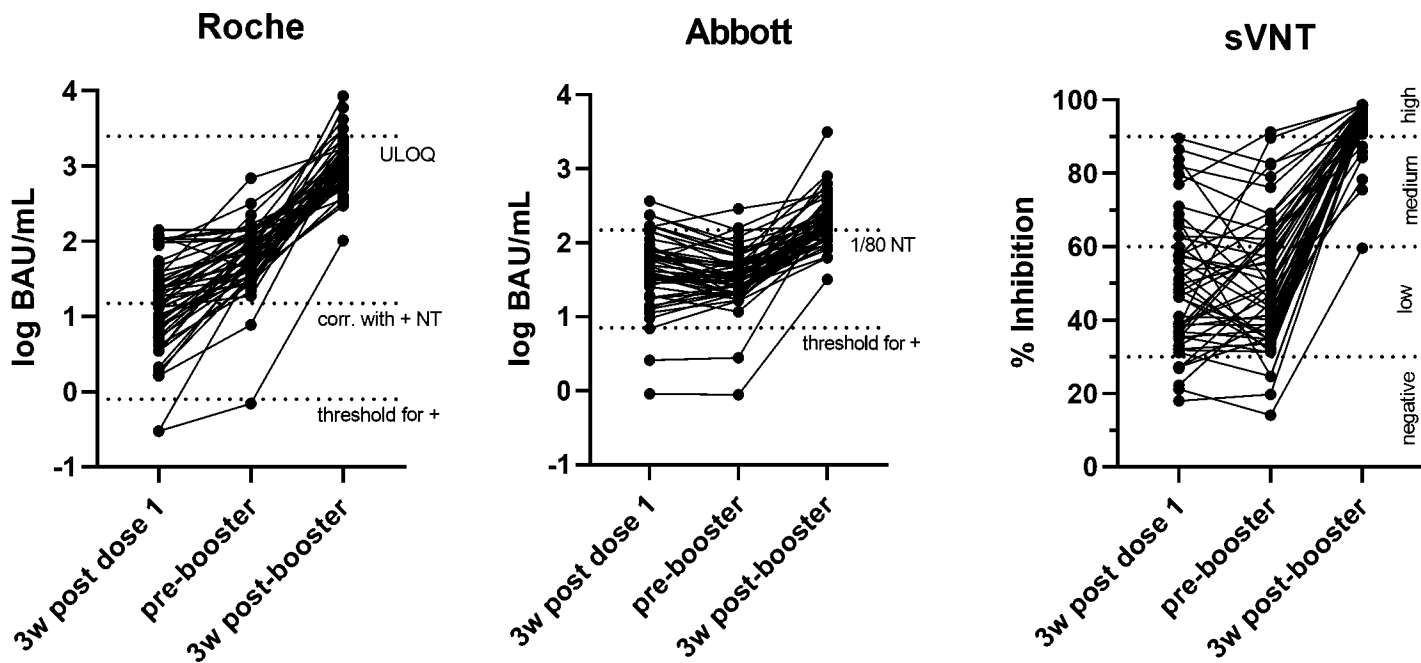 Roche
log BAU/mL
4
3
2
1
0
-1
ULOQ
corr. with + NT
threshold for +
3w post dose 1
pre-booster
3w post-booster
Abbott
log BAU/mL
4
3
2
1
0
-1
1/80 NT
threshold for +
3w post dose 1
pre-booster
3w post-booster
sVNT
% Inhibition
100
80
60
40
20
0
high
medium
low
negative
3w post dose 1
pre-booster
3w post-booster